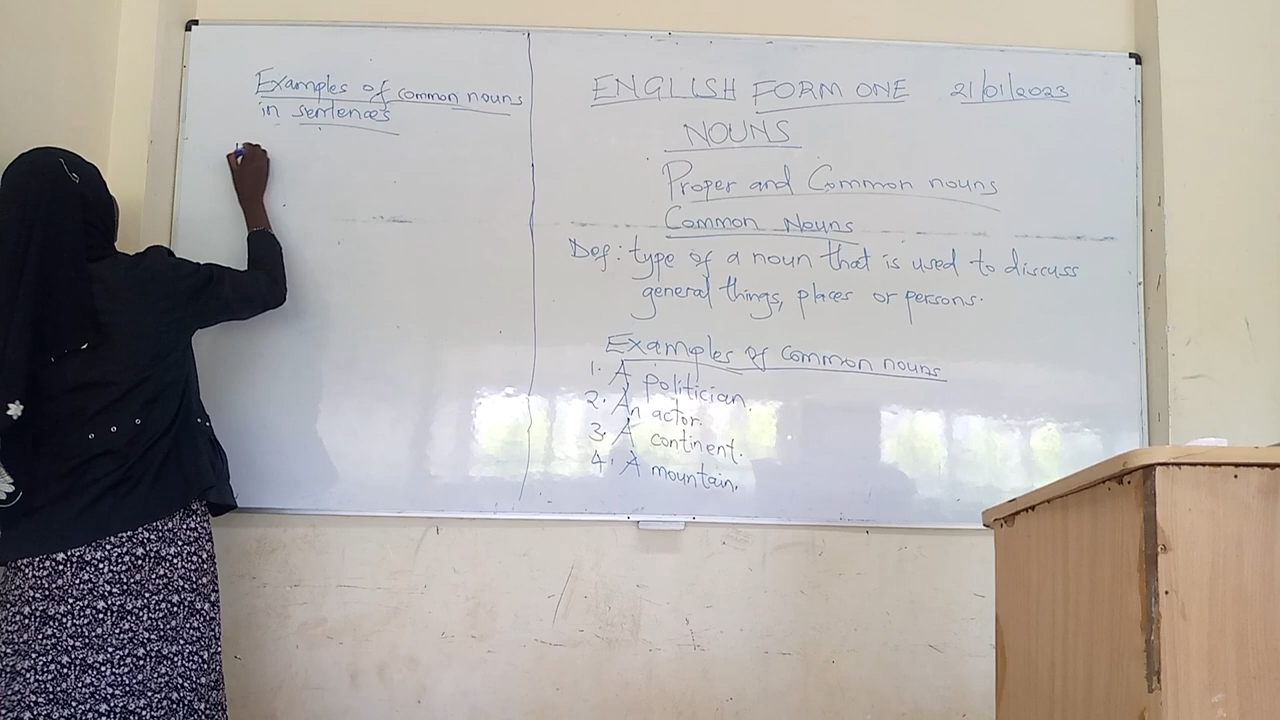 Examples of common nouns
in sentences
ENGLISH FORM ONE 21/01/2023
NOUNS
Proper and Common nouns
Common Nouns
Def: type of a noun that is used to discuss
general things, places or persons.
Examples of common nouns
1. A politician.
2. An actor.
3. A continent.
4. A mountain.